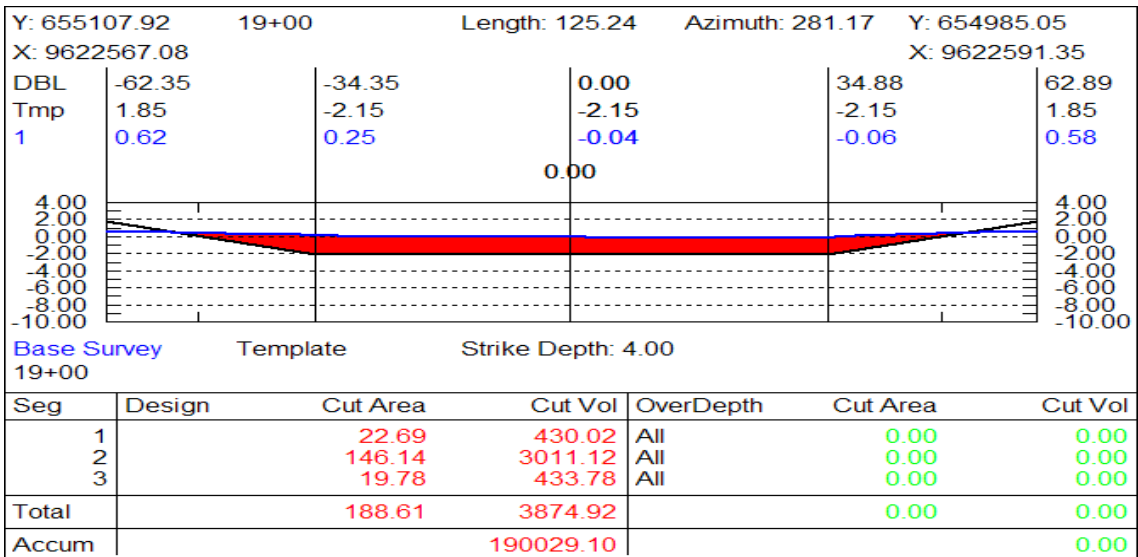 Y: 655107.92 19+00 Length: 125.24 Azimuth: 281.17 Y: 654985.05
X: 9622567.08 X: 9622591.35
DBL -62.35 -34.35 0.00 34.88 62.89
Tmp 1.85 -2.15 -2.15 -2.15 1.85
1 0.62 0.25 -0.04 -0.06 0.58
0.00
4.00 4.00
2.00 2.00
0.00 0.00
-2.00 -2.00
-4.00 -4.00
-6.00 -6.00
-8.00 -8.00
-10.00 -10.00
Base Survey Template Strike Depth: 4.00
19+00
Seg Design Cut Area Cut Vol OverDepth Cut Area Cut Vol
1 22.69 430.02 All 0.00 0.00
2 146.14 3011.12 All 0.00 0.00
3 19.78 433.78 All 0.00 0.00
Total 188.61 3874.92 0.00 0.00
Accum 190029.10 0.00